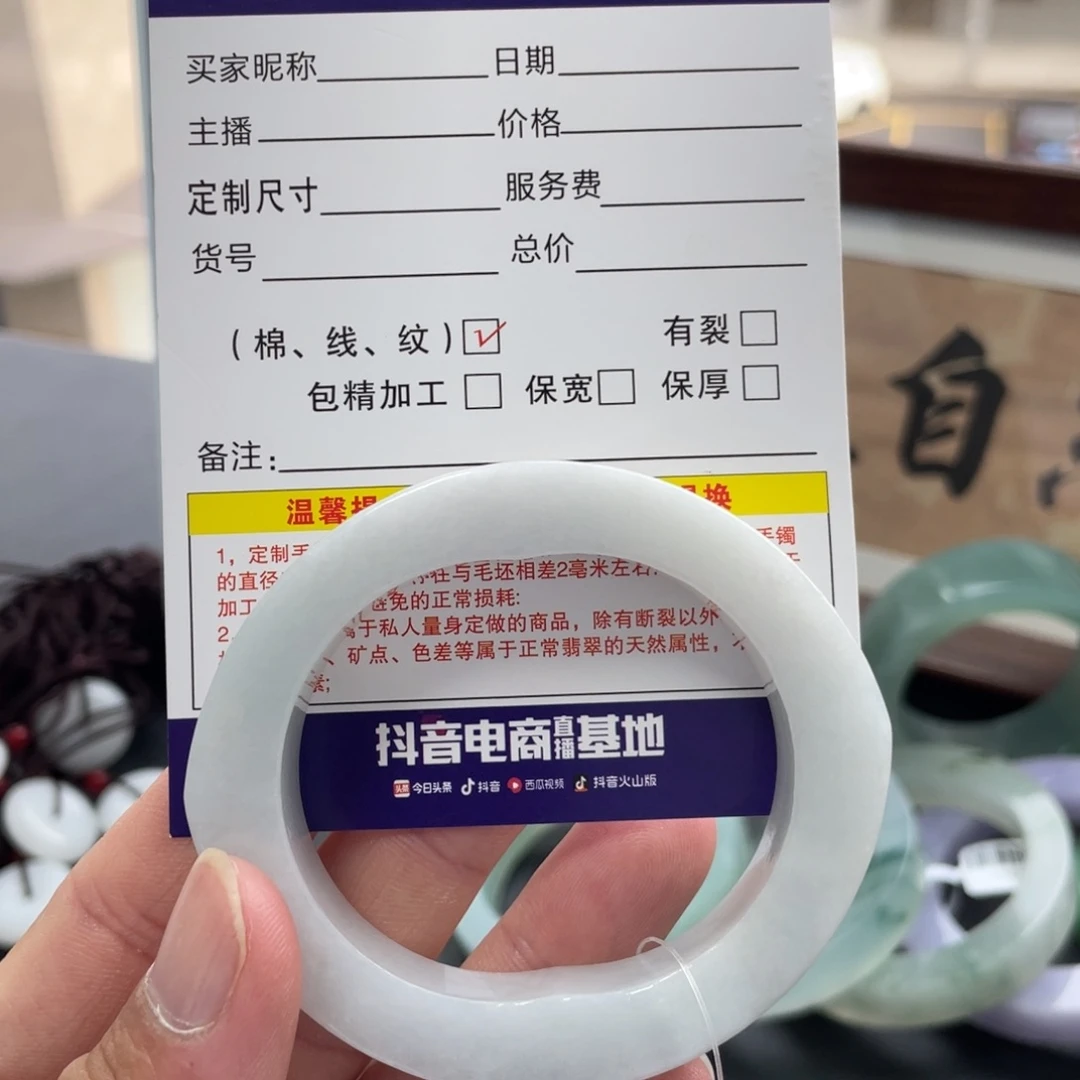 买家昵称 日期
主播 价格
定制尺寸 服务费
货号 总价
(棉、线、纹) 有裂
包精加工 保宽 保厚
备注:
温馨提 换
1，定制手 手镯
的直径 与毛坯相差2毫米左右
加工 避免的正常损耗:
2 属于私人量身定做的商品，除有断裂以外
、矿点、色差等属于正常翡翠的天然属性，不
抖音电商直播基地
头条 今日头条 抖音 西瓜视频 抖音火山版
自